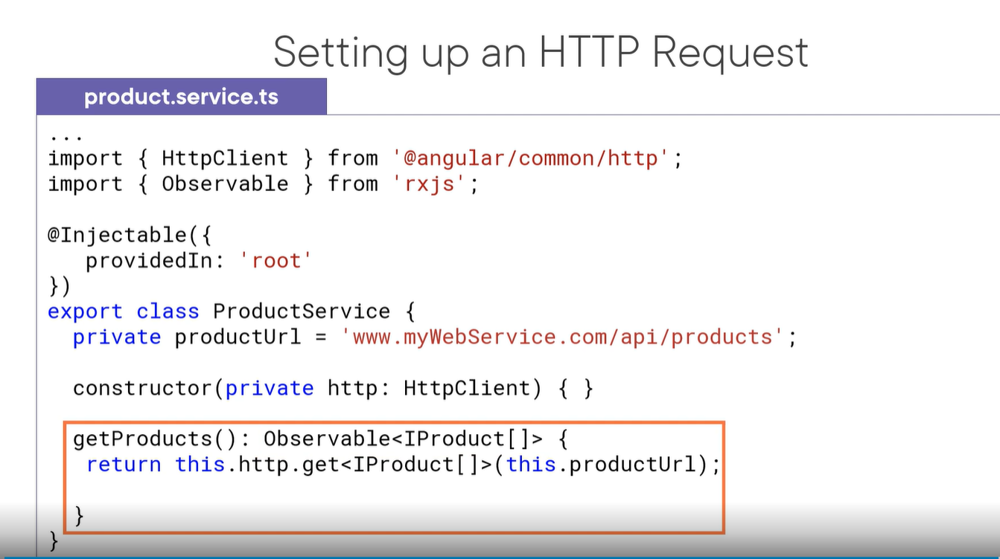 Setting up an HTTP Request
product.service.ts
...
import { HttpClient } from '@angular/common/http';
import { Observable } from 'rxjs';
@Injectable({
providedIn: 'root'
})
export class ProductService {
private productUrl = 'www.myWebService.com/api/products';
constructor(private http: HttpClient) { }
getProducts(): Observable<IProduct[]> {
return this.http.get<IProduct[]>(this.productUrl);
}
}